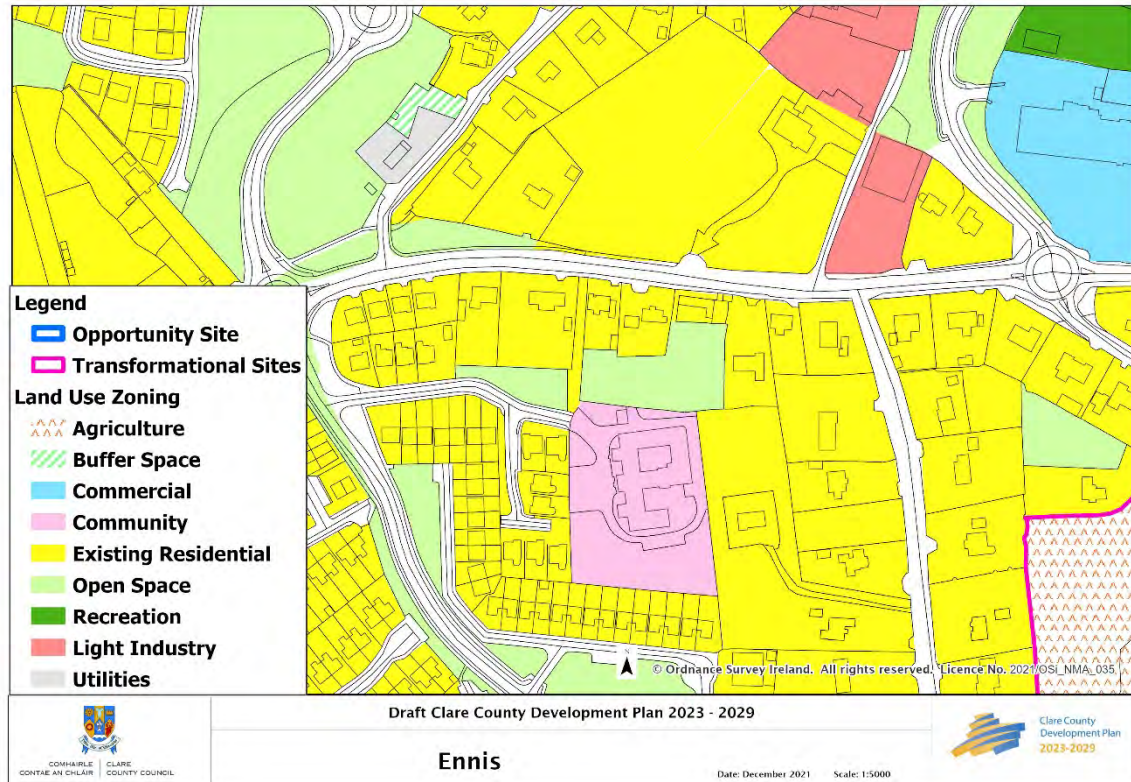 Legend
Opportunity Site
Transformational Sites
Land Use Zoning
Agriculture
Buffer Space
Commercial
Community
Existing Residential
Open Space
Recreation
Light Industry
Utilities
N
© Ordnance Survey Ireland. All rights reserved. Licence No. 2021/OSi_NMA_035
COMHAIRLE CONTAE AN CHLÁIR
CLARE COUNTY COUNCIL
Draft Clare County Development Plan 2023 - 2029
Ennis
Date: December 2021 Scale: 1:5000
Clare County
Development Plan
2023-2029